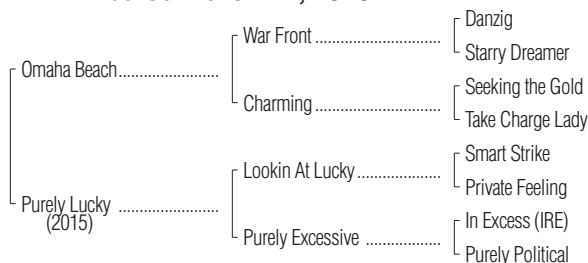 War Front ................................. Danzig
Starry Dreamer
Omaha Beach ..........................
Charming ................................. Seeking the Gold
Take Charge Lady
Lookin At Lucky ...................... Smart Strike
Private Feeling
Purely Lucky ..........................
(2015)
Purely Excessive .................... In Excess (IRE)
Purely Political